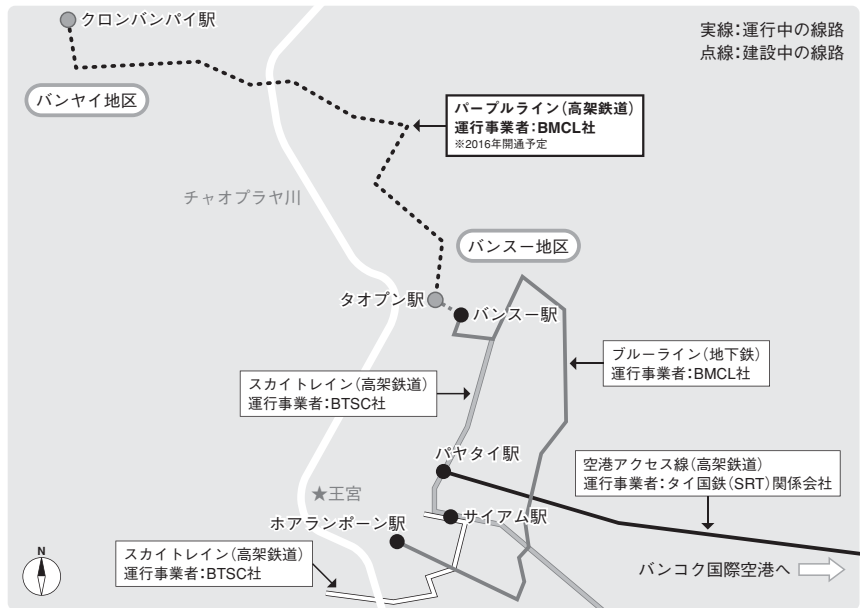 クロンバンパイ駅
実線：運行中の線路
点線：建設中の線路
バンヤイ地区
パープルライン（高架鉄道）
運行事業者：BMCL社
※2016年開通予定
チャオプラヤ川
バンスー地区
タオプン駅
バンスー駅
ブルーライン（地下鉄）
運行事業者：BMCL社
スカイトレイン（高架鉄道）
運行事業者：BTSC社
パヤタイ駅
空港アクセス線（高架鉄道）
運行事業者：タイ国鉄（SRT）関係会社
★王宮
サイアム駅
ホアランポーン駅
スカイトレイン（高架鉄道）
運行事業者：BTSC社
N
バンコク国際空港へ